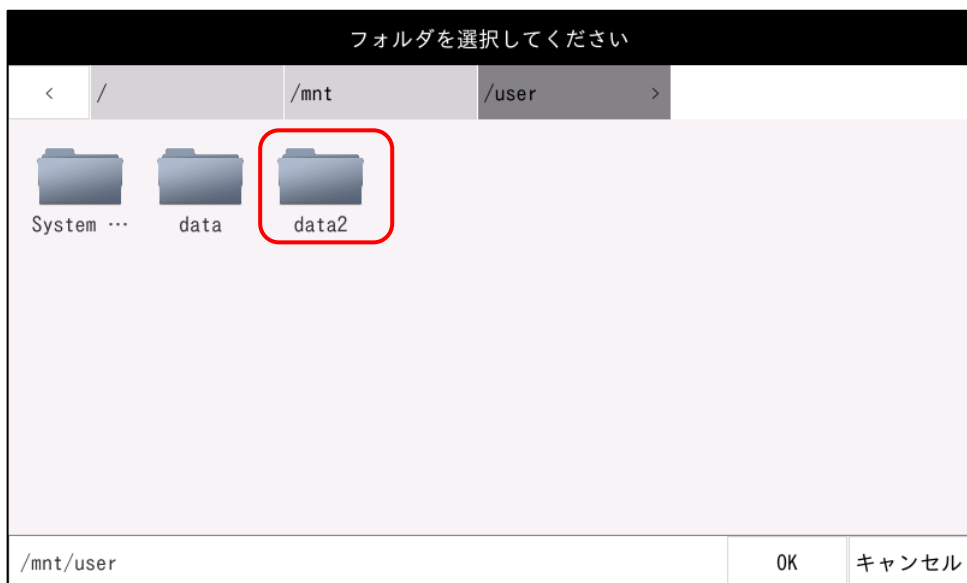 フォルダを選択してください
< / /mnt /user >
System … data data2
/mnt/user OK キャンセル